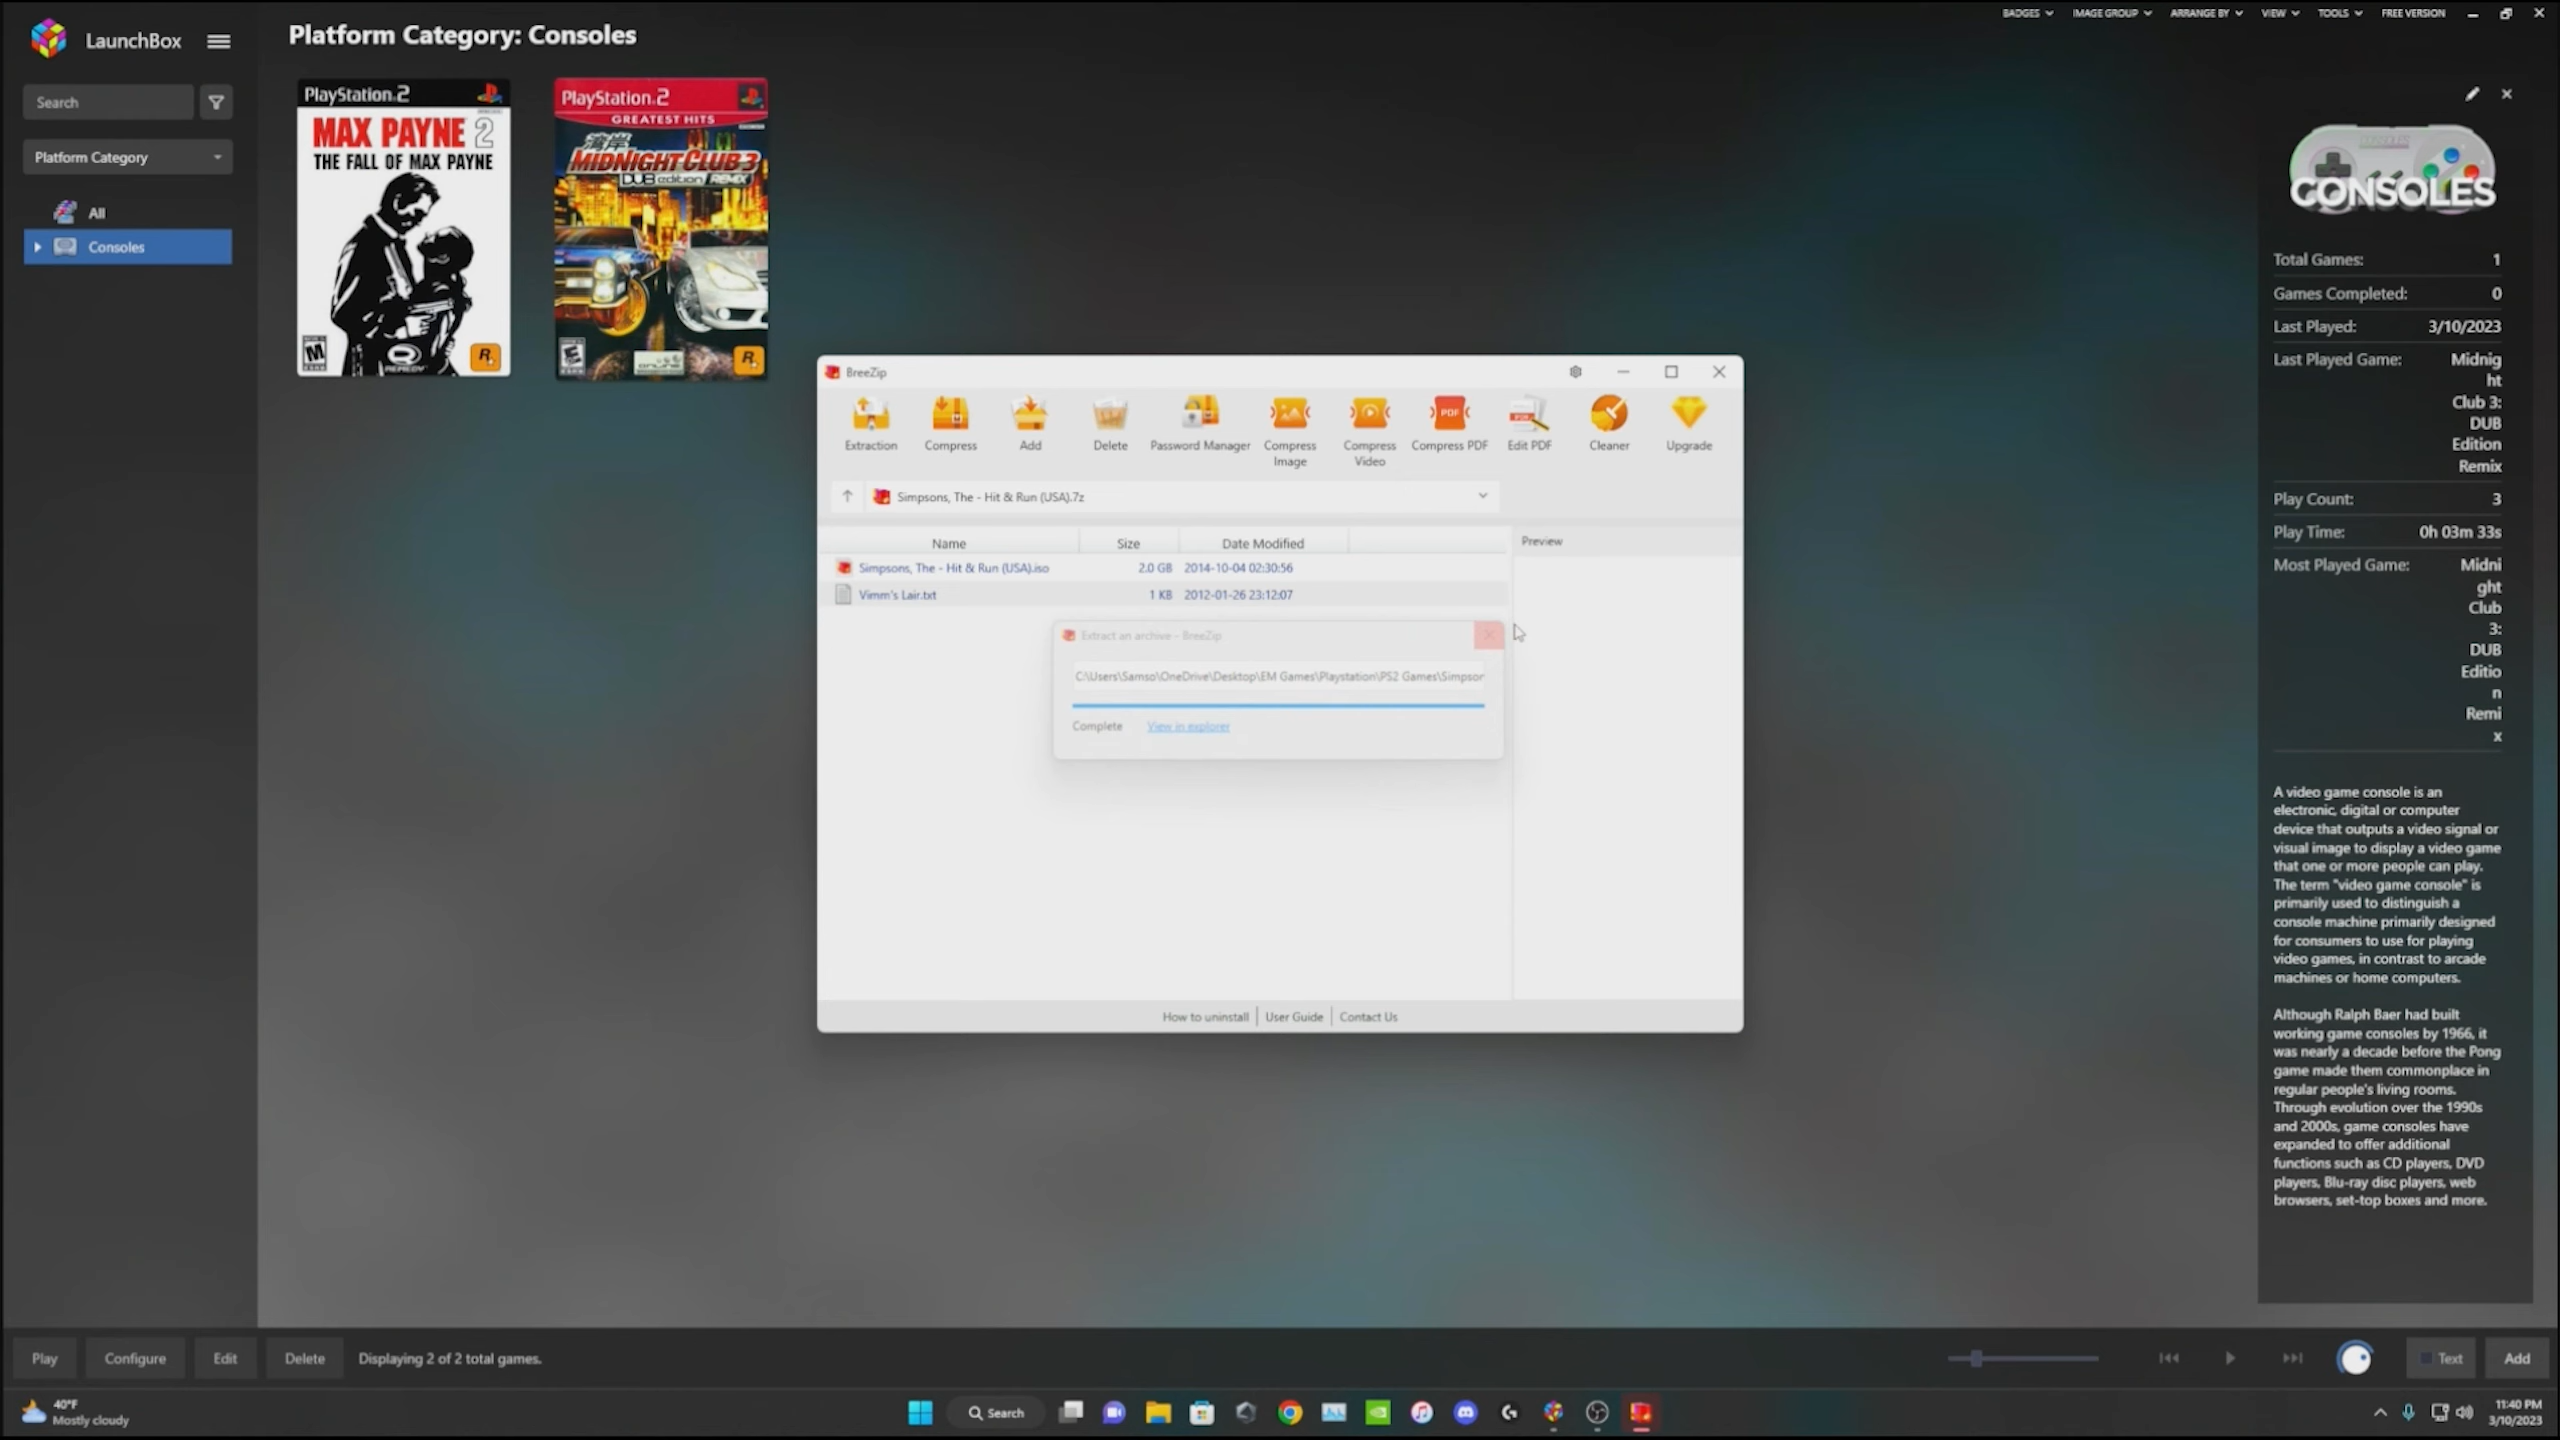 LaunchBox
Search
Platform Category
All
Consoles
Platform Category: Consoles
BADGES
IMAGE GROUP
ARRANGE BY
VIEW
TOOLS
FREE VERSION
PlayStation.2
MAX PAYNE 2
THE FALL OF MAX PAYNE
M
REMEDY
R
PlayStation.2
GREATEST HITS
湾岸
MIDNIGHT CLUB 3
DUB edition REMIX
E
ONLINE
R
BreeZip
Extraction
Compress
Add
Delete
Password Manager
Compress
Image
Compress
Video
Compress PDF
Edit PDF
Cleaner
Upgrade
PDF
Simpsons, The - Hit & Run (USA).7z
Name Size Date Modified
Preview
Simpsons, The - Hit & Run (USA).iso 2.0 GB 2014-10-04 02:30:56
Vimm's Lair.txt 1 KB 2012-01-26 23:12:07
Extract an archive - BreeZip
C:\Users\Samso\OneDrive\Desktop\EM Games\Playstation\PS2 Games\Simpson
Complete View in explorer
How to uninstall User Guide Contact Us
CONSOLES
Total Games: 1
Games Completed: 0
Last Played: 3/10/2023
Last Played Game: Midnig
ht
Club 3:
DUB
Edition
Remix
Play Count: 3
Play Time: 0h 03m 33s
Most Played Game: Midni
ght
Club
3:
DUB
Editio
n
Remi
x
A video game console is an
electronic, digital or computer
device that outputs a video signal or
visual image to display a video game
that one or more people can play.
The term "video game console" is
primarily used to distinguish a
console machine primarily designed
for consumers to use for playing
video games, in contrast to arcade
machines or home computers.
Although Ralph Baer had built
working game consoles by 1966, it
was nearly a decade before the Pong
game made them commonplace in
regular people's living rooms.
Through evolution over the 1990s
and 2000s, game consoles have
expanded to offer additional
functions such as CD players, DVD
players, Blu-ray disc players, web
browsers, set-top boxes and more.
Play
Configure
Edit
Delete
Displaying 2 of 2 total games.
Text
Add
40°F
Mostly cloudy
Search
11:40 PM
3/10/2023